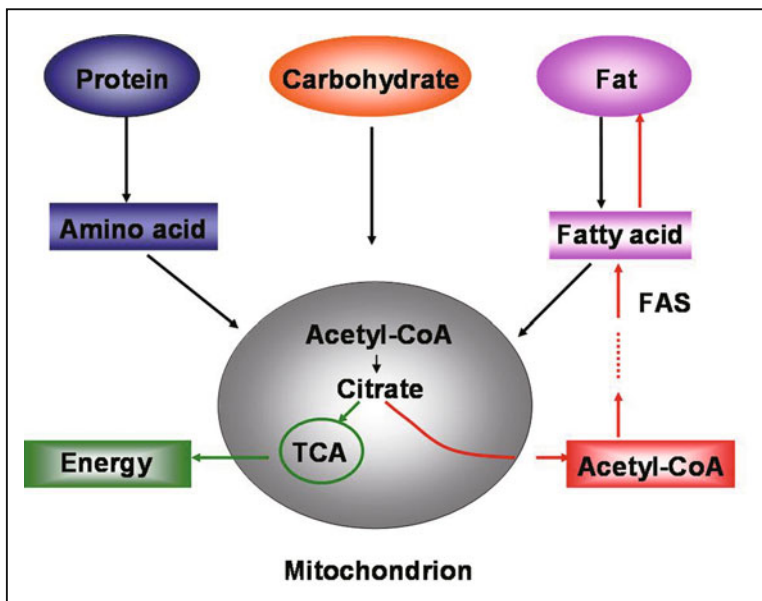 Protein
Carbohydrate
Fat
Amino acid
Fatty acid
FAS
Acetyl-CoA
Citrate
TCA
Energy
Acetyl-CoA
Mitochondrion